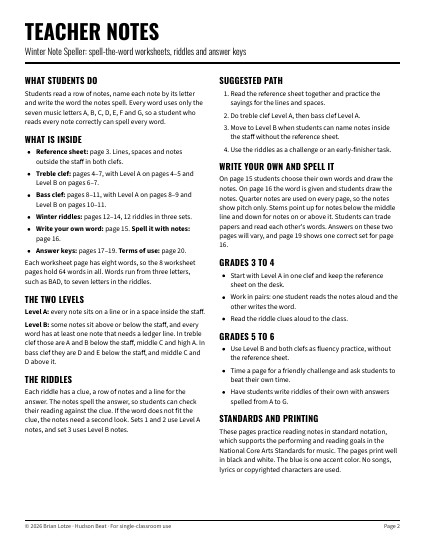 TEACHER NOTES
Winter Note Speller: spell-the-word worksheets, riddles and answer keys
WHAT STUDENTS DO
Students read a row of notes, name each note by its letter
and write the word the notes spell. Every word uses only the
seven music letters A, B, C, D, E, F and G, so a student who
reads every note correctly can spell every word.
WHAT IS INSIDE
• Reference sheet: page 3. Lines, spaces and notes
outside the staff in both clefs.
• Treble clef: pages 4–7, with Level A on pages 4–5 and
Level B on pages 6–7.
• Bass clef: pages 8–11, with Level A on pages 8–9 and
Level B on pages 10–11.
• Winter riddles: pages 12–14, 12 riddles in three sets.
• Write your own word: page 15. Spell it with notes:
page 16.
• Answer keys: pages 17–19. Terms of use: page 20.
Each worksheet page has eight words, so the 8 worksheet
pages hold 64 words in all. Words run from three letters,
such as BAD, to seven letters in the riddles.
THE TWO LEVELS
Level A: every note sits on a line or in a space inside the staff.
Level B: some notes sit above or below the staff, and every
word has at least one note that needs a ledger line. In treble
clef those are A and B below the staff, middle C and high A. In
bass clef they are D and E below the staff, and middle C and
D above it.
THE RIDDLES
Each riddle has a clue, a row of notes and a line for the
answer. The notes spell the answer, so students can check
their reading against the clue. If the word does not fit the
clue, the notes need a second look. Sets 1 and 2 use Level A
notes, and set 3 uses Level B notes.
SUGGESTED PATH
1. Read the reference sheet together and practice the
sayings for the lines and spaces.
2. Do treble clef Level A, then bass clef Level A.
3. Move to Level B when students can name notes inside
the staff without the reference sheet.
4. Use the riddles as a challenge or an early-finisher task.
WRITE YOUR OWN AND SPELL IT
On page 15 students choose their own words and draw the
notes. On page 16 the word is given and students draw the
notes. Quarter notes are used on every page, so the notes
show pitch only. Stems point up for notes below the middle
line and down for notes on or above it. Students can trade
papers and read each other's words. Answers on these two
pages will vary, and page 19 shows one correct set for page
16.
GRADES 3 TO 4
• Start with Level A in one clef and keep the reference
sheet on the desk.
• Work in pairs: one student reads the notes aloud and the
other writes the word.
• Read the riddle clues aloud to the class.
GRADES 5 TO 6
• Use Level B and both clefs as fluency practice, without
the reference sheet.
• Time a page for a friendly challenge and ask students to
beat their own time.
• Have students write riddles of their own with answers
spelled from A to G.
STANDARDS AND PRINTING
These pages practice reading notes in standard notation,
which supports the performing and reading goals in the
National Core Arts Standards for music. The pages print well
in black and white. The blue is one accent color. No songs,
lyrics or copyrighted characters are used.
© 2026 Brian Lotze · Hudson Beat · For single-classroom use
Page 2